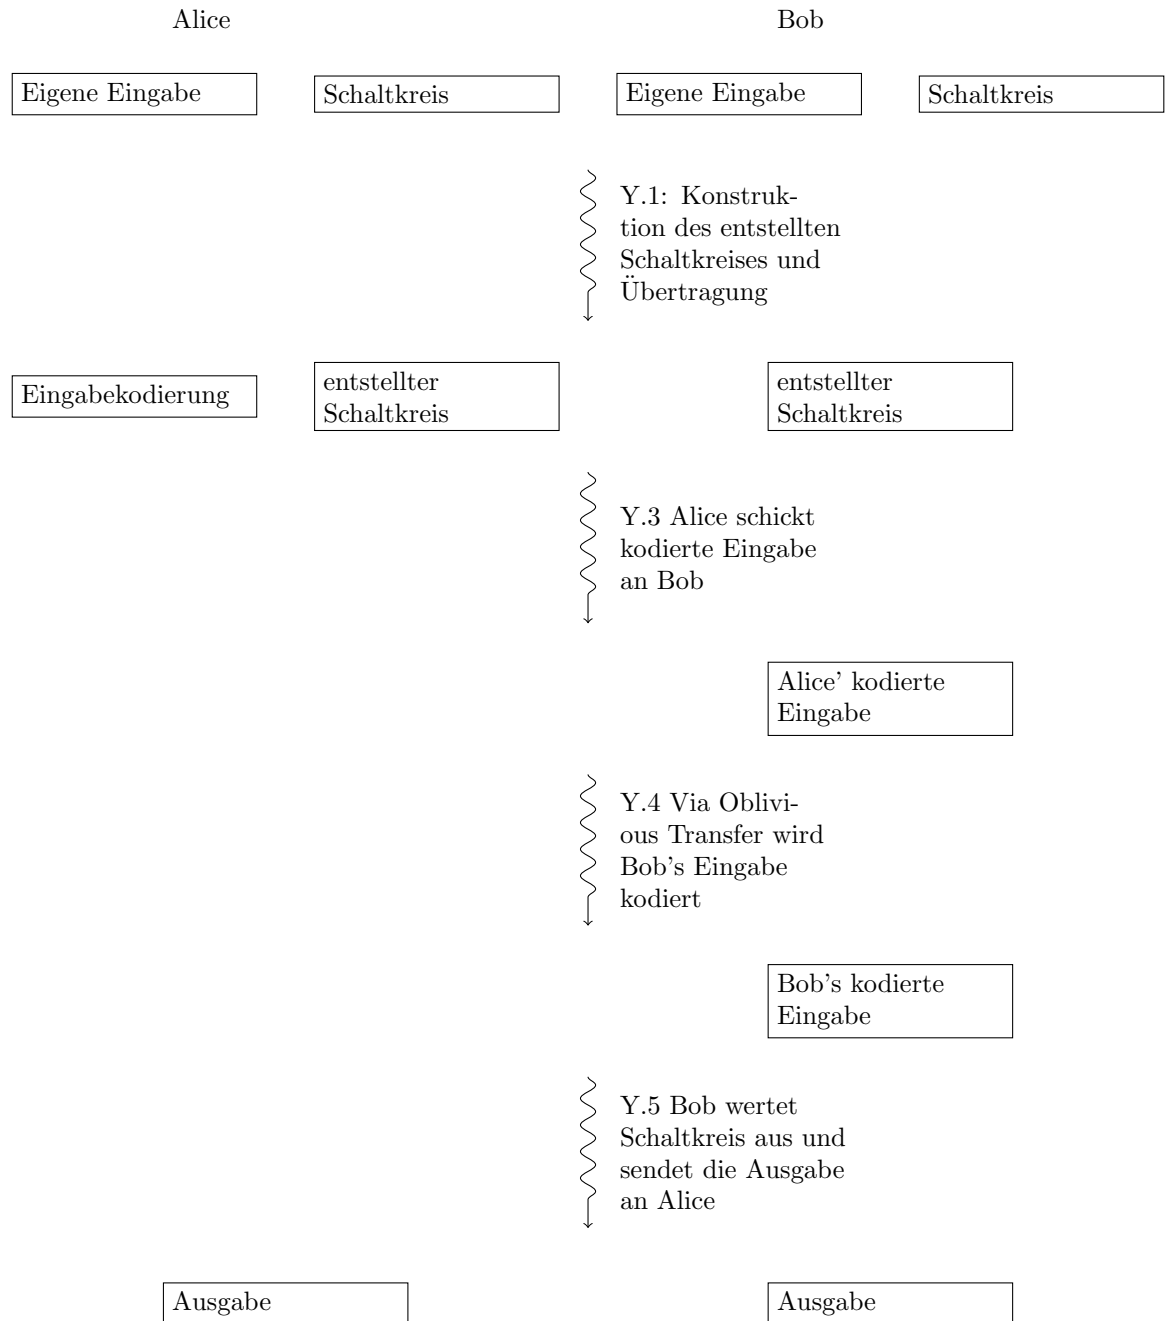 Alice
Bob
Eigene Eingabe
Schaltkreis
Eigene Eingabe
Schaltkreis
Y.1: Konstruk-
tion des entstellten
Schaltkreises und
Übertragung
Eingabekodierung
entstellter
Schaltkreis
entstellter
Schaltkreis
Y.3 Alice schickt
kodierte Eingabe
an Bob
Alice' kodierte
Eingabe
Y.4 Via Oblivi-
ous Transfer wird
Bob's Eingabe
kodiert
Bob's kodierte
Eingabe
Y.5 Bob wertet
Schaltkreis aus und
sendet die Ausgabe
an Alice
Ausgabe
Ausgabe